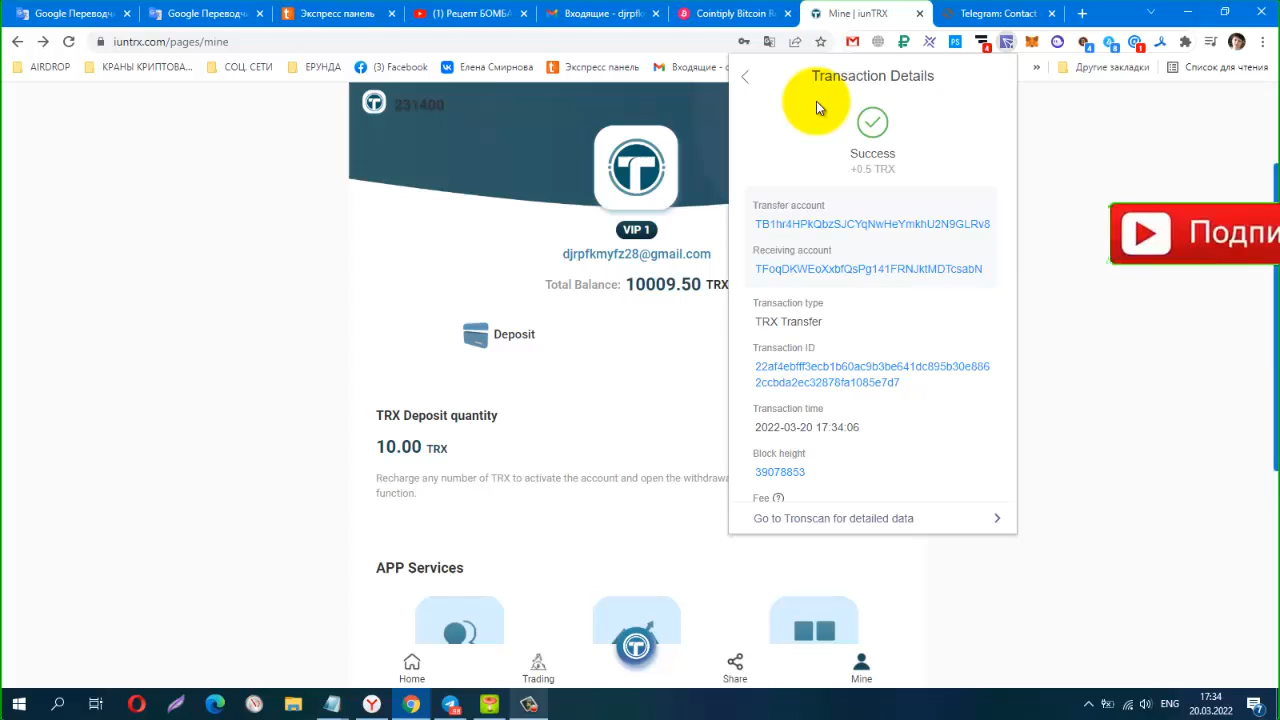 Google Перевoдча
Google Перевoдча
Экспресс панель
(1) Рецепт БОМБА
Входящие - djrpfk
Cointiply Bitcoin R
Mine | iunTRX
Telegram: Contact
iuntrx.com/pages/mine
AIRDROP
КРАНЫ КРИПТОВА...
СОЦ. СЕТИ
ЕРУНДА
(3) Facebook
Елена Смирнова
Экспресс панель
Входящие - d
»
Другие закладки
Список для чтения
231400
VIP 1
djrpfkmyfz28@gmail.com
Total Balance: 10009.50 TRX
Deposit
TRX Deposit quantity
10.00 TRX
Recharge any number of TRX to activate the account and open the withdrawa
function.
APP Services
Home
Trading
Share
Mine
Transaction Details
Success
+0.5 TRX
Transfer account
TB1hr4HPkQbzSJCYqNwHeYmkhU2N9GLRv8
Receiving account
TFoqDKWEoXxbfQsPg141FRNJktMDTcsabN
Transaction type
TRX Transfer
Transaction ID
22af4ebfff3ecb1b60ac9b3be641dc895b30e886
2ccbda2ec32878fa1085e7d7
Transaction time
2022-03-20 17:34:06
Block height
39078853
Fee
Go to Tronscan for detailed data
Подпи
ENG
17:34
20.03.2022